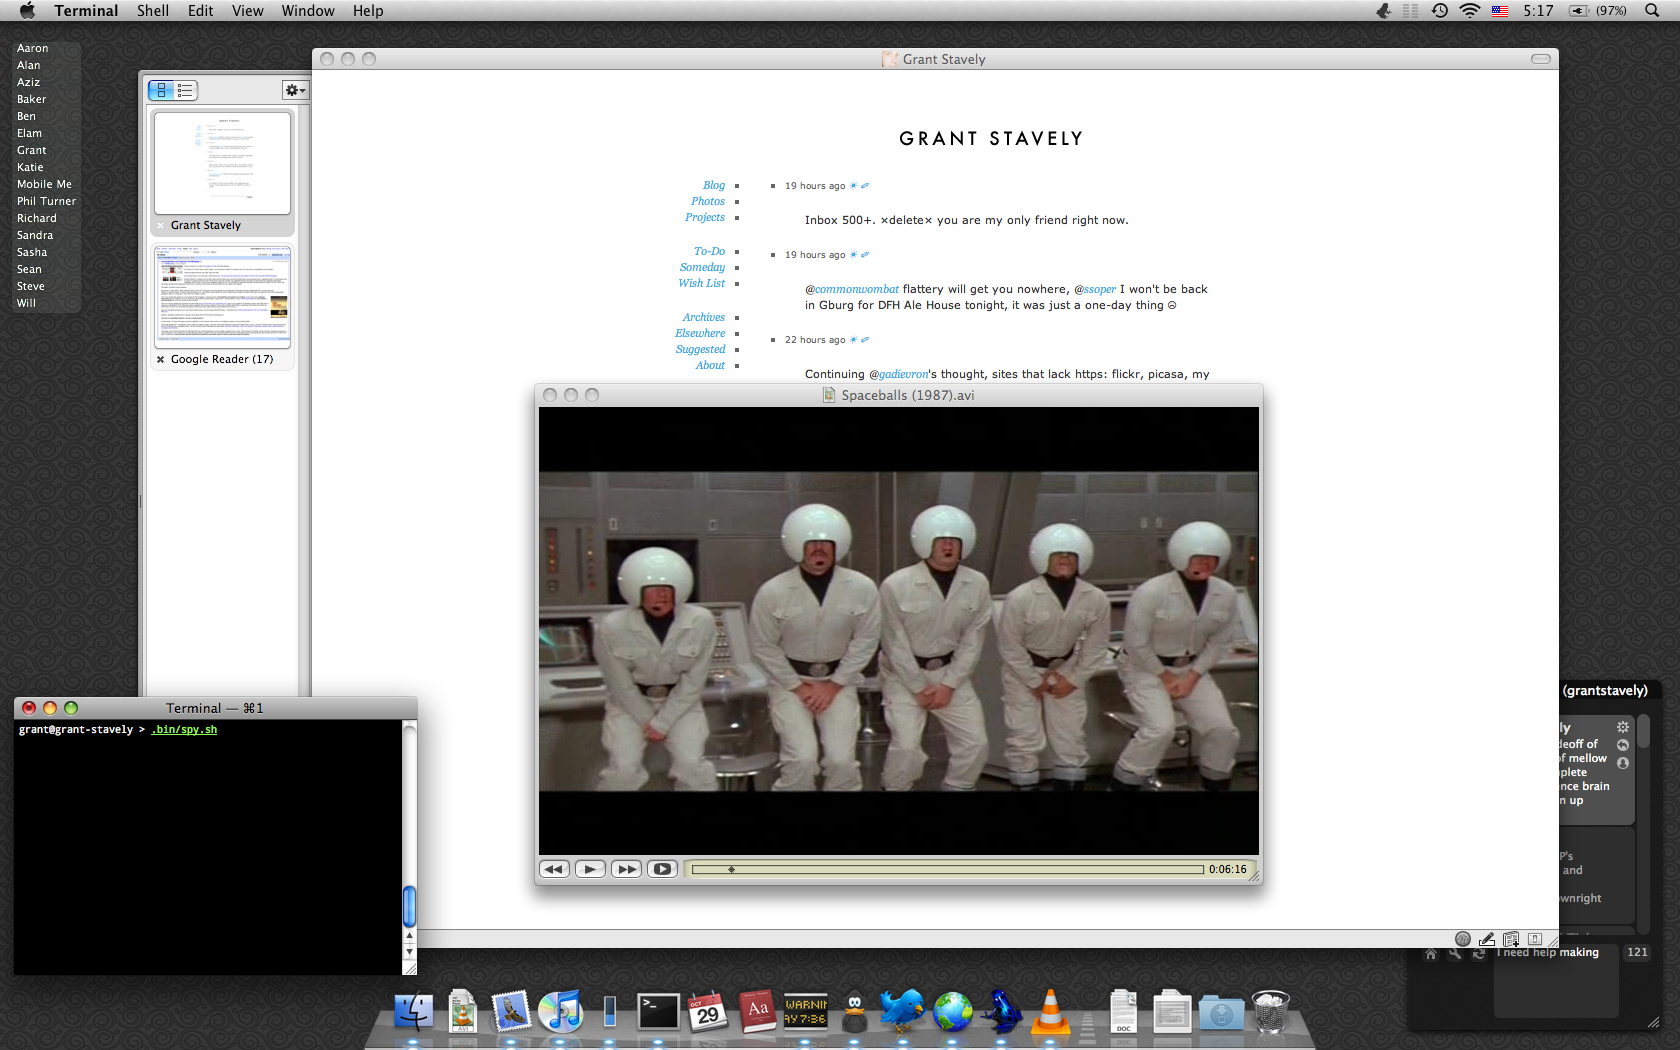 Terminal Shell Edit View Window Help
5:17 (97%)
Aaron
Alan
Aziz
Baker
Ben
Elam
Grant
Katie
Mobile Me
Phil Turner
Richard
Sandra
Sasha
Sean
Steve
Will
Grant Stavely
Google Reader (17)
Grant Stavely
GRANT STAVELY
Blog
Photos
Projects
To-Do
Someday
Wish List
Archives
Elsewhere
Suggested
About
19 hours ago
Inbox 500+. ×delete× you are my only friend right now.
19 hours ago
@commonwombat flattery will get you nowhere, @ssoper I won't be back
in Gburg for DFH Ale House tonight, it was just a one-day thing ☹
22 hours ago
Continuing @gadievron's thought, sites that lack https: flickr, picasa, my
Spaceballs (1987).avi
0:06:16
Terminal — ⌘1
grant@grant-stavely > .bin/spy.sh
(grantstavely)
ly
deoff of
of mellow
plete
nce brain
n up
P's
and
wnright
I need help making
121
AVI
>_
OCT
29
Aa
WARNIN
AY 7:36
DOC